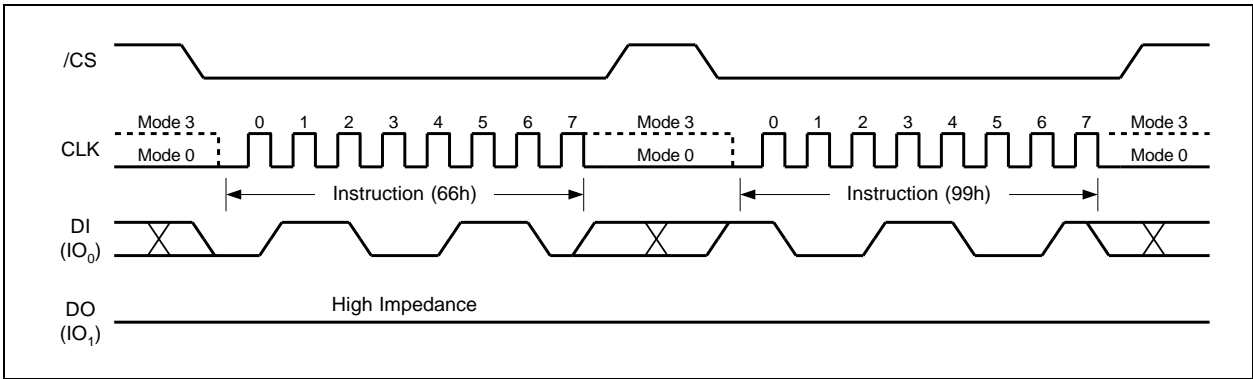 /CS
Mode 3 0 1 2 3 4 5 6 7 Mode 3 0 1 2 3 4 5 6 7 Mode 3
CLK
Mode 0 Mode 0 Mode 0
Instruction (66h) Instruction (99h)
DI
(IO₀)
High Impedance
DO
(IO₁)